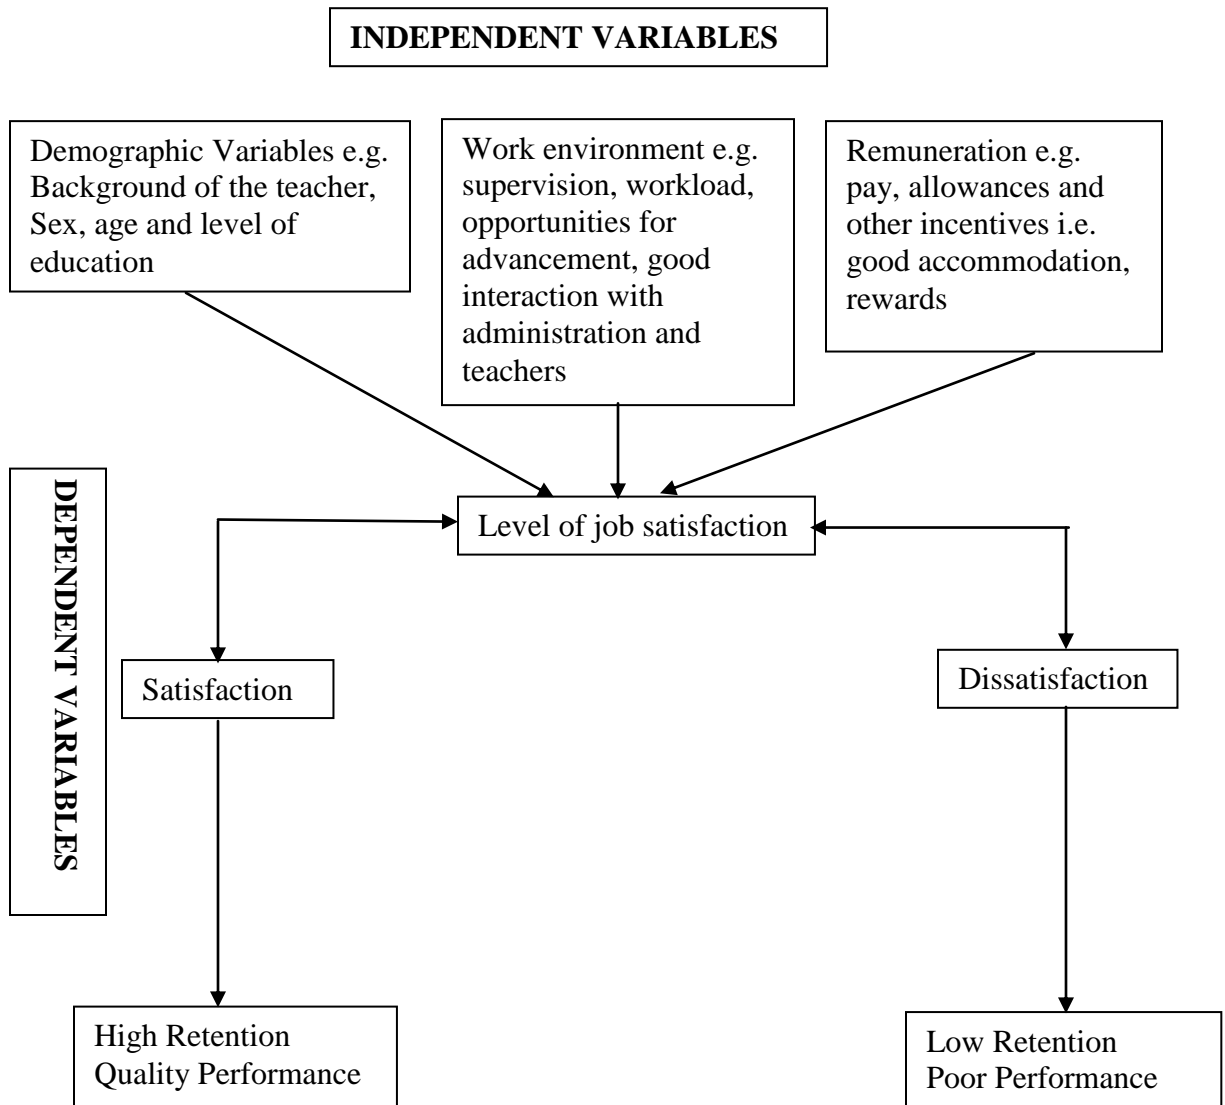 INDEPENDENT VARIABLES
Demographic Variables e.g.
Background of the teacher,
Sex, age and level of
education
Work environment e.g.
supervision, workload,
opportunities for
advancement, good
interaction with
administration and
teachers
Remuneration e.g.
pay, allowances and
other incentives i.e.
good accommodation,
rewards
DEPENDENT VARIABLES
Level of job satisfaction
Satisfaction
Dissatisfaction
High Retention
Quality Performance
Low Retention
Poor Performance